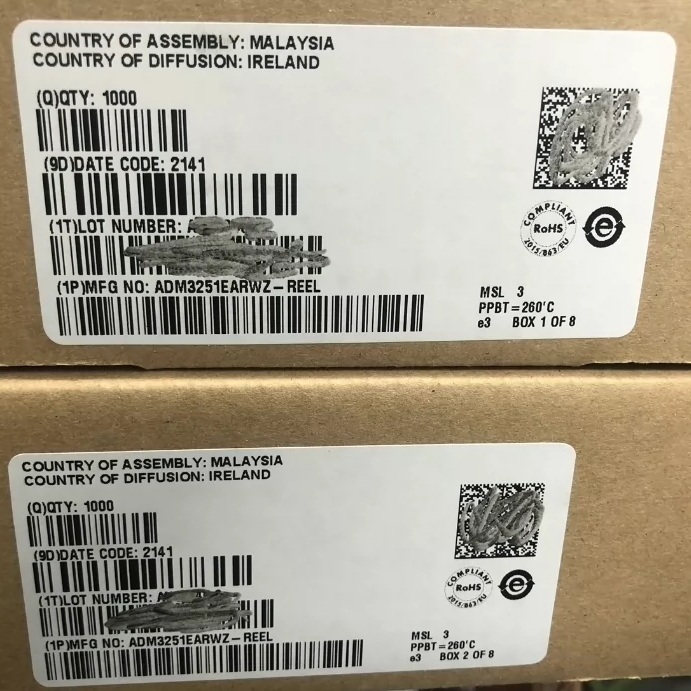 COUNTRY OF ASSEMBLY: MALAYSIA
COUNTRY OF DIFFUSION: IRELAND
(Q)QTY: 1000
(9D)DATE CODE: 2141
(1T)LOT NUMBER:
(1P)MFG NO: ADM3251EARWZ-REEL
COMPLIANT
RoHS
2015/863/EU
e
MSL 3
PPBT=260'C
e3 BOX 1 OF 8
COUNTRY OF ASSEMBLY: MALAYSIA
COUNTRY OF DIFFUSION: IRELAND
(Q)QTY: 1000
(9D)DATE CODE: 2141
(1T)LOT NUMBER: A
(1P)MFG NO: ADM3251EARWZ-REEL
COMPLIANT
RoHS
2015/863/EU
e
MSL 3
PPBT=260'C
e3 BOX 2 OF 8